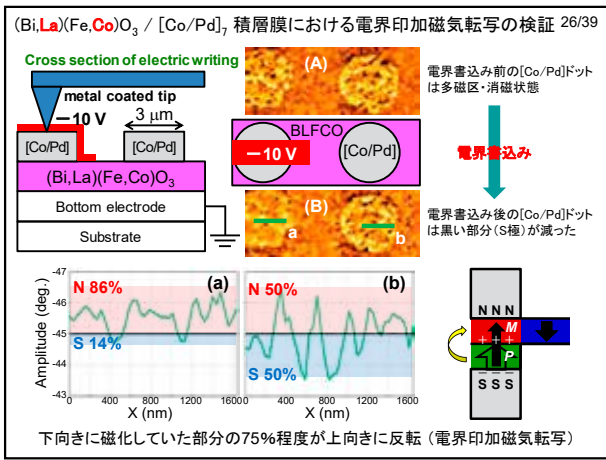 (Bi,La)(Fe,Co)O3 / [Co/Pd]7 積層膜における電界印加磁気転写の検証 26/39
Cross section of electric writing
metal coated tip
－10 V
3 μm
[Co/Pd]
[Co/Pd]
(Bi,La)(Fe,Co)O3
Bottom electrode
Substrate
(A)
BLFCO
－10 V
[Co/Pd]
(B)
a
b
電界書込み前の[Co/Pd]ドット
は多磁区・消磁状態
電界書込み
電界書込み後の[Co/Pd]ドット
は黒い部分(S極)が減った
Amplitude (deg.)
-47
-46
-45
-44
-43
N 86%
(a)
S 14%
0 400 800 1200 1600
X (nm)
N 50%
(b)
S 50%
0 400 800 1200 1600
X (nm)
N N N
M
+ + +
P
S S S
下向きに磁化していた部分の75%程度が上向きに反転 (電界印加磁気転写)